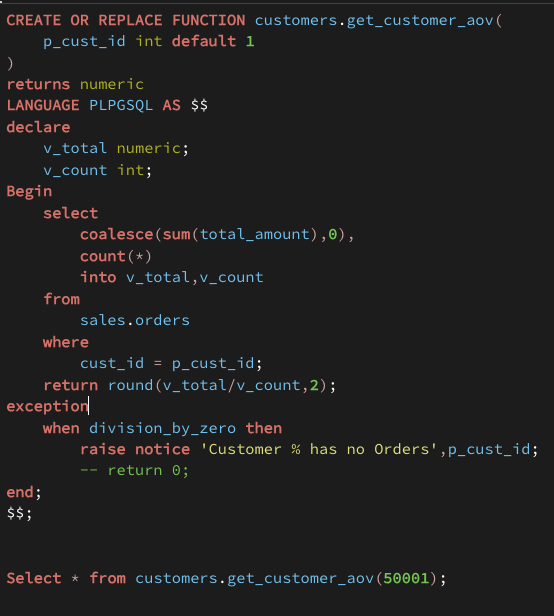 CREATE OR REPLACE FUNCTION customers.get_customer_aov(
    p_cust_id int default 1
)
returns numeric
LANGUAGE PLPGSQL AS $$
declare
    v_total numeric;
    v_count int;
Begin
    select
        coalesce(sum(total_amount),0),
        count(*)
        into v_total,v_count
    from
        sales.orders
    where
        cust_id = p_cust_id;
    return round(v_total/v_count,2);
exception
    when division_by_zero then
        raise notice 'Customer % has no Orders',p_cust_id;
        -- return 0;
end;
$$;
Select * from customers.get_customer_aov(50001);